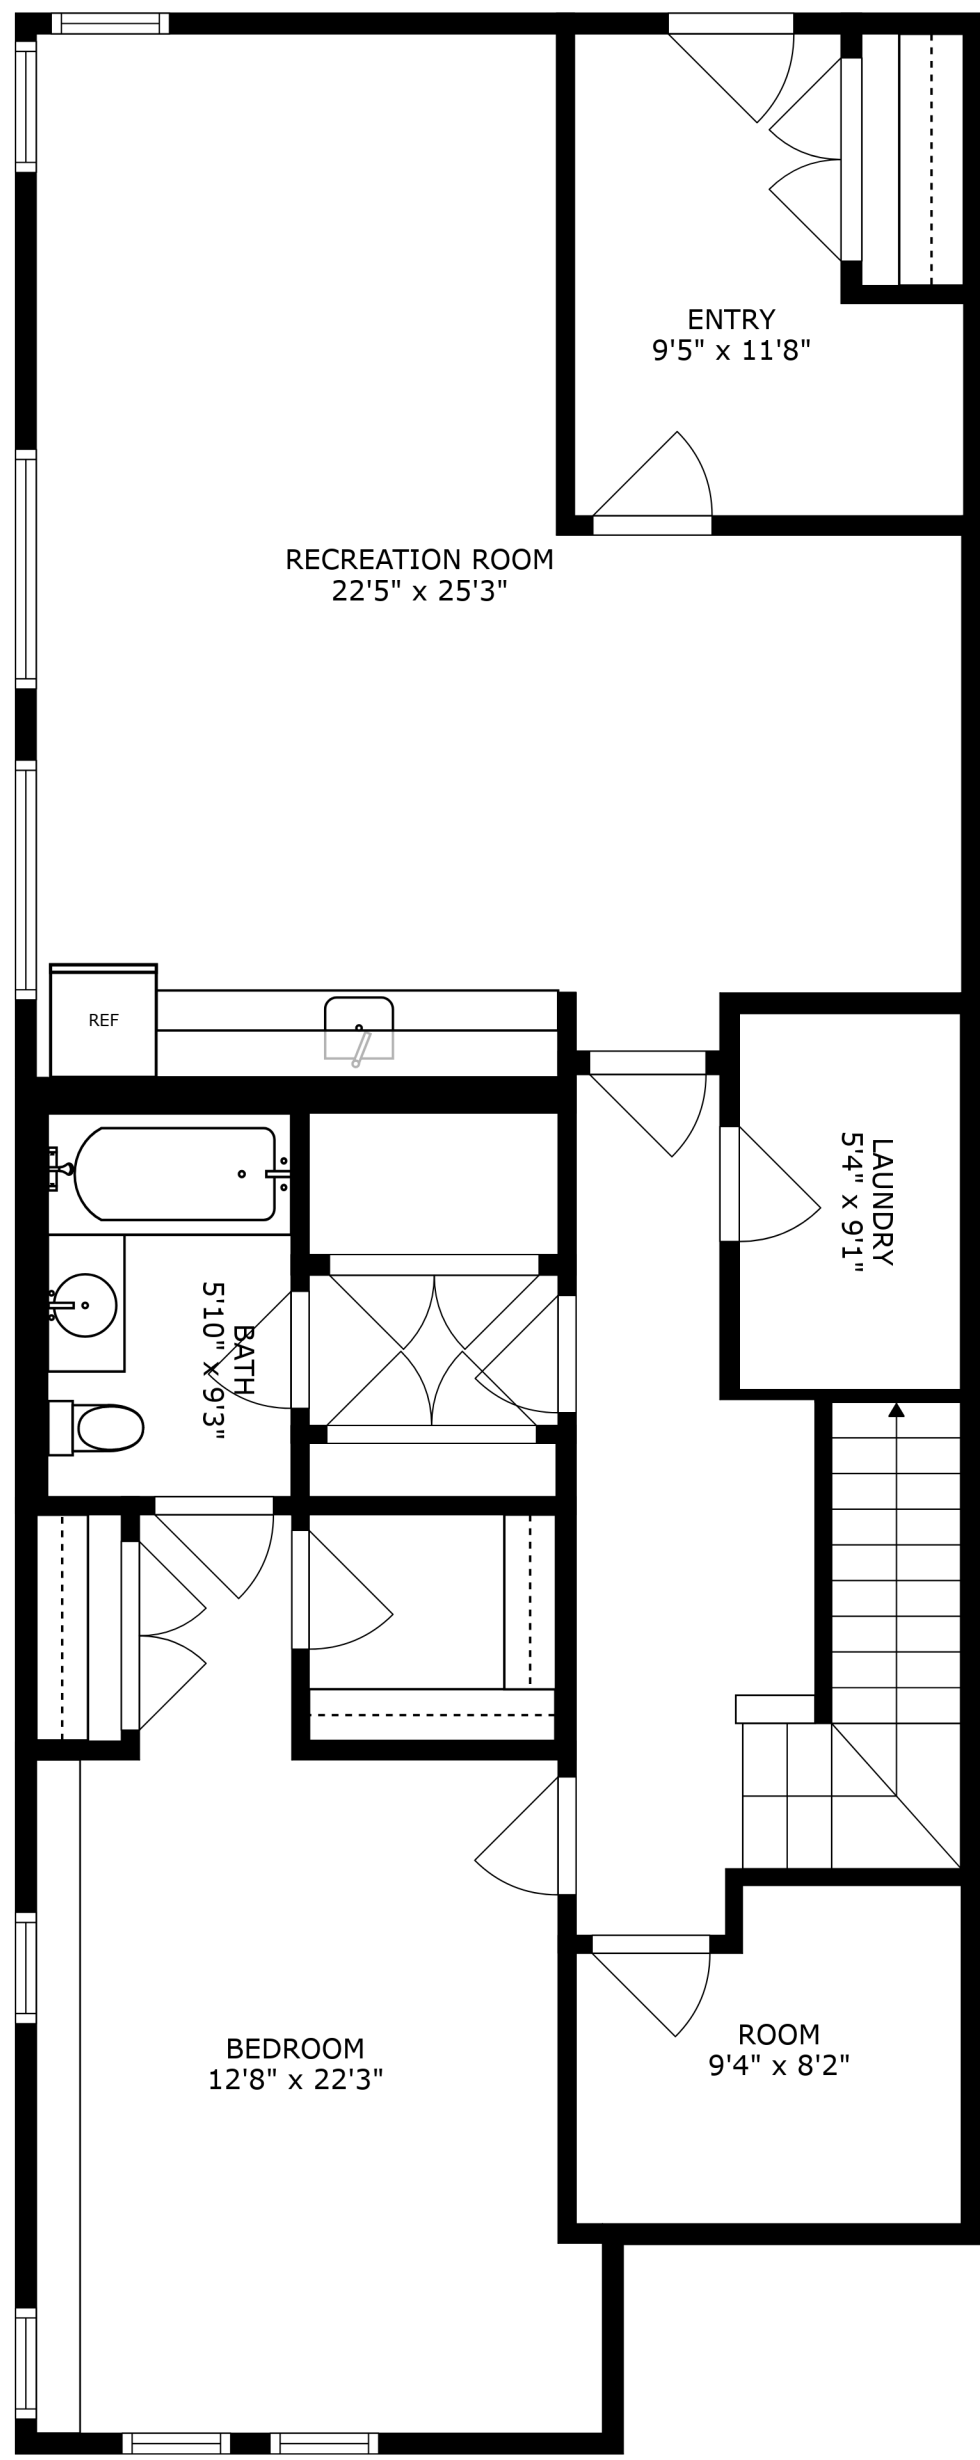 ENTRY
9'5" x 11'8"
RECREATION ROOM
22'5" x 25'3"
REF
LAUNDRY
5'4" x 9'1"
BATH
5'10" x 9'3"
BEDROOM
12'8" x 22'3"
ROOM
9'4" x 8'2"